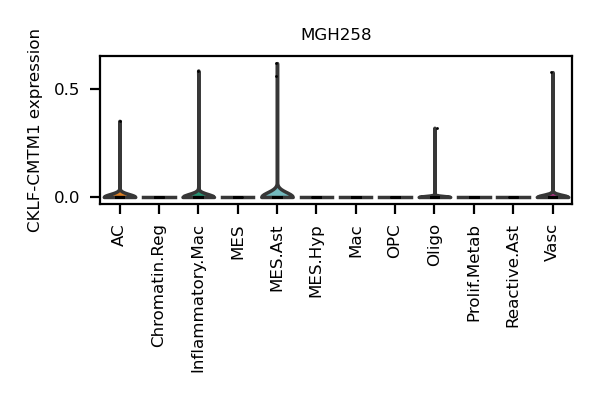 MGH258
CKLF-CMTM1 expression
0.5
0.0
AC
Chromatin.Reg
Inflammatory.Mac
MES
MES.Ast
MES.Hyp
Mac
OPC
Oligo
Prolif.Metab
Reactive.Ast
Vasc